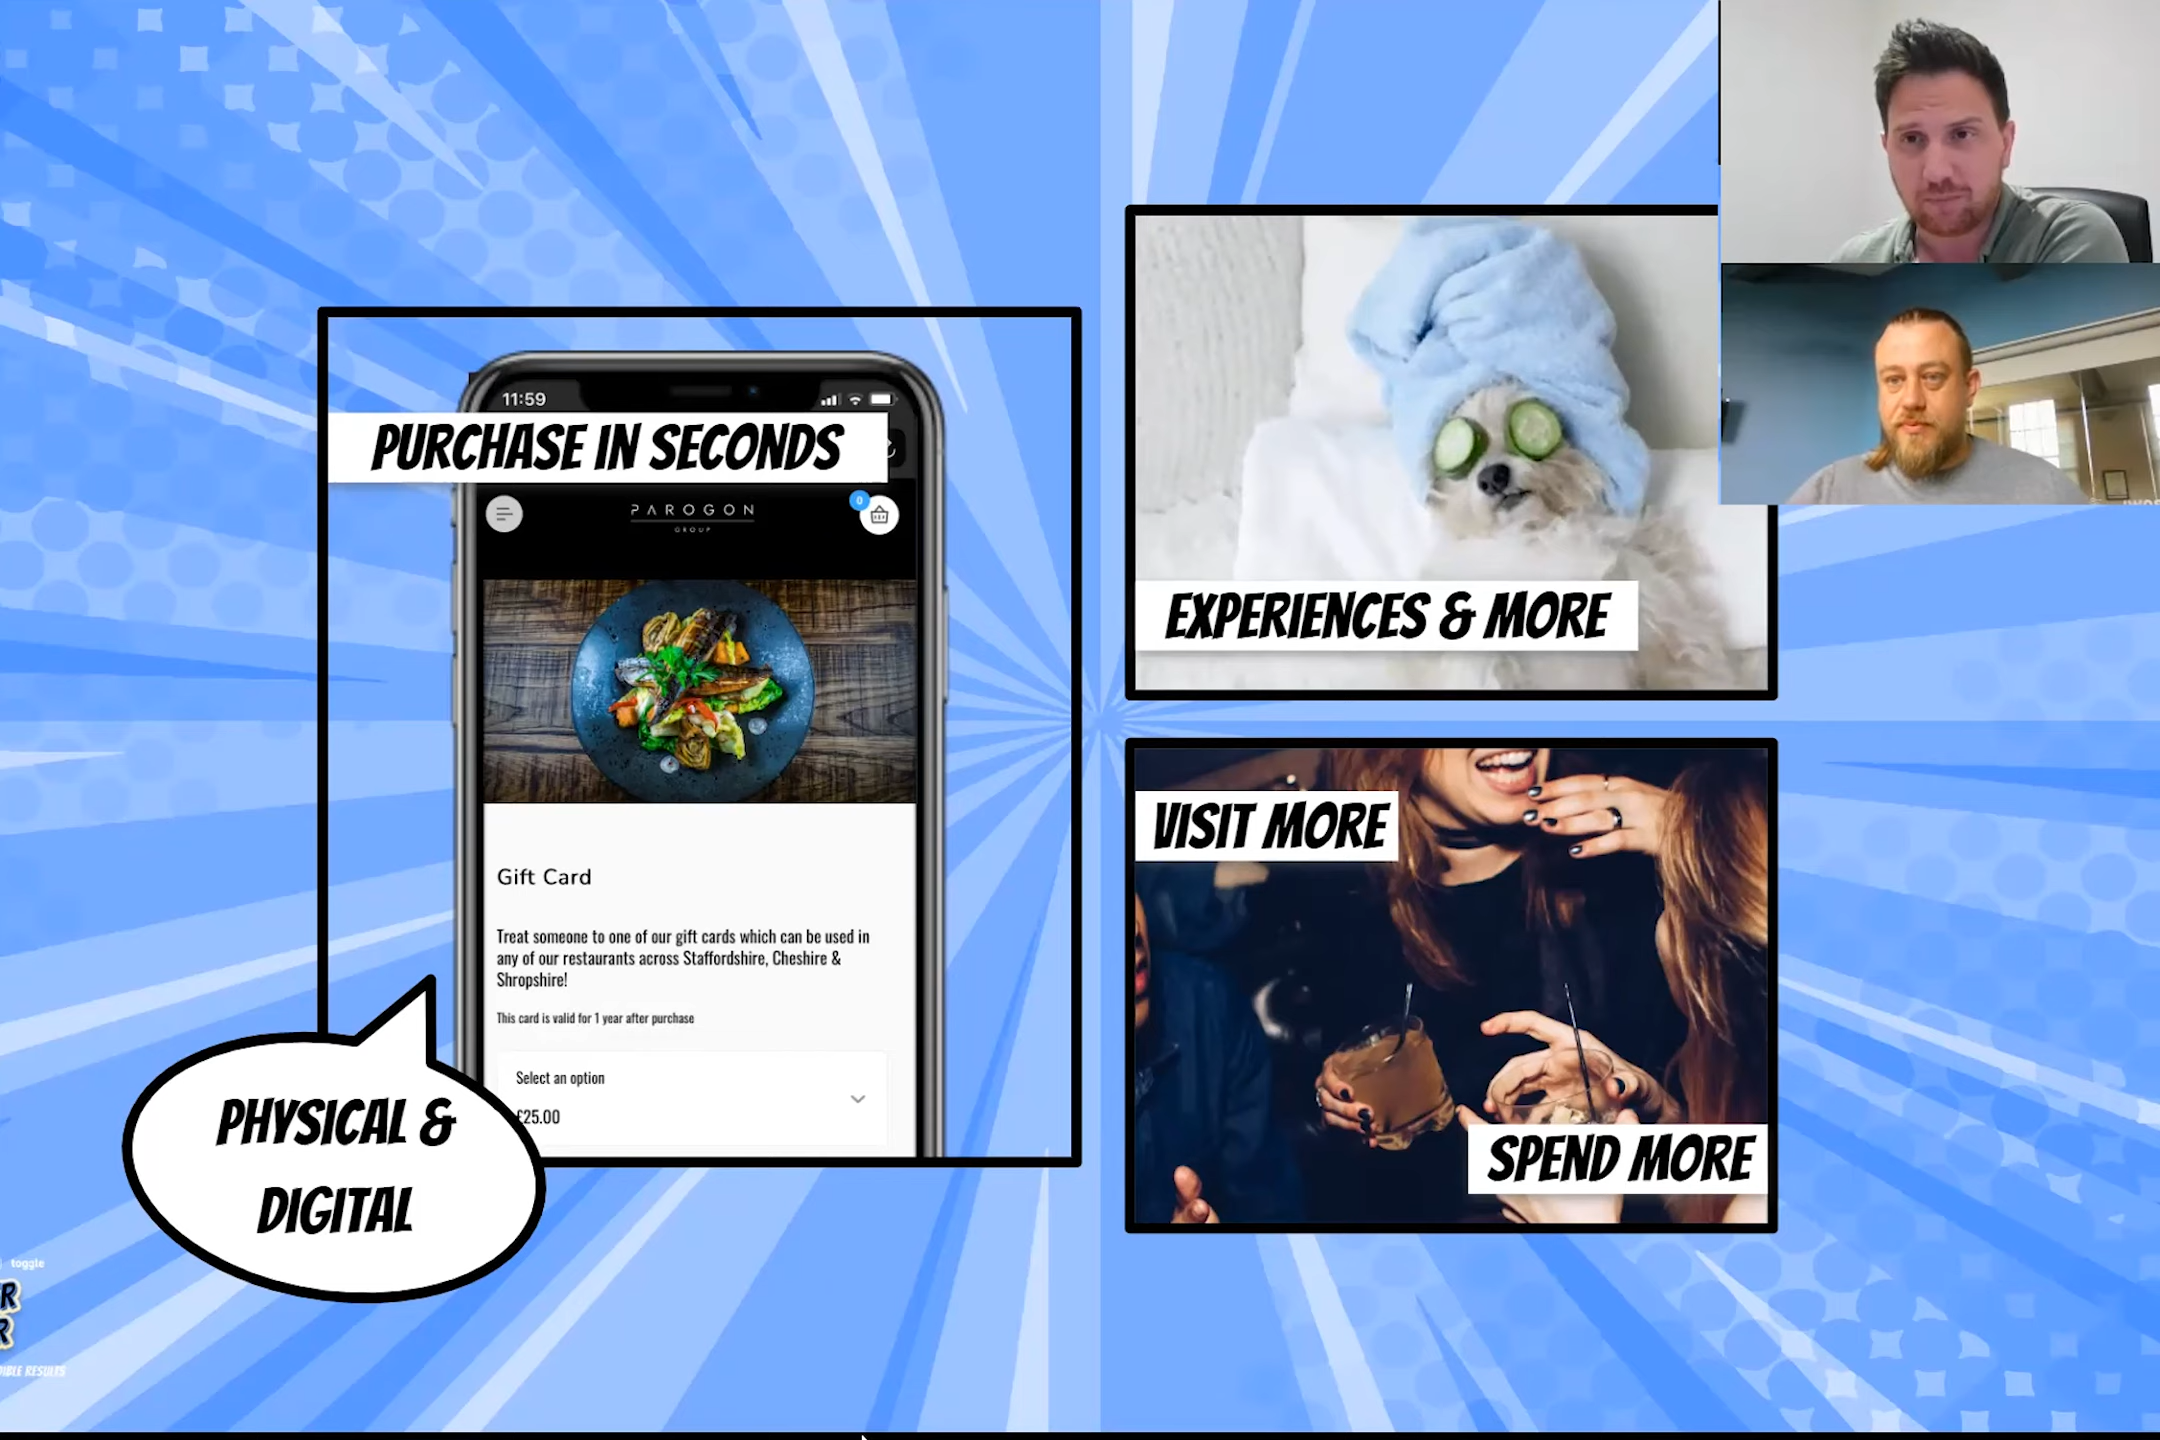 11:59
PURCHASE IN SECONDS
0
PAROGON
GROUP
Gift Card
Treat someone to one of our gift cards which can be used in
any of our restaurants across Staffordshire, Cheshire &
Shropshire!
This card is valid for 1 year after purchase
Select an option
£25.00
PHYSICAL &
DIGITAL
EXPERIENCES & MORE
VISIT MORE
SPEND MORE
toggle
RESULTS